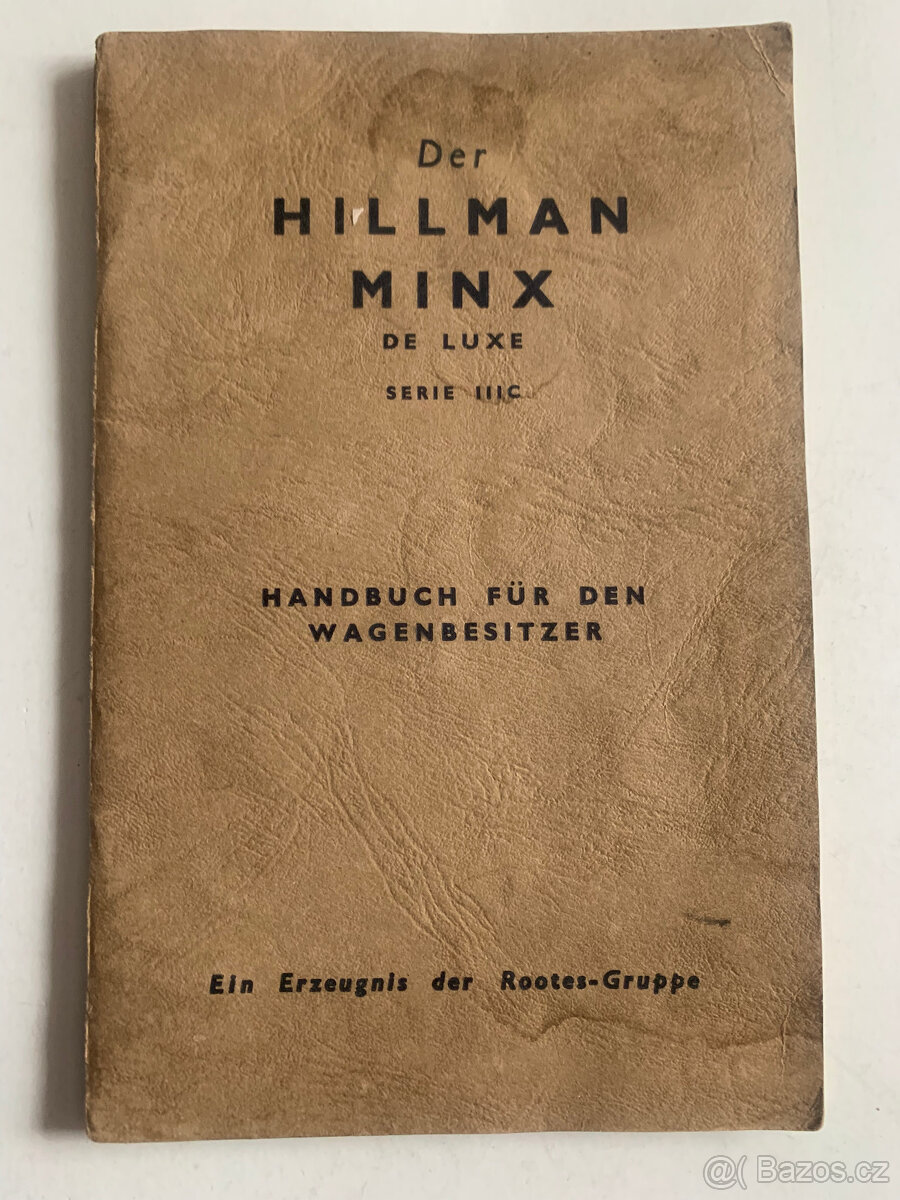 Der
HILLMAN
MINX
DE LUXE
SERIE IIIC
HANDBUCH FÜR DEN
WAGENBESITZER
Ein Erzeugnis der Rootes-Gruppe
@( Bazos.cz